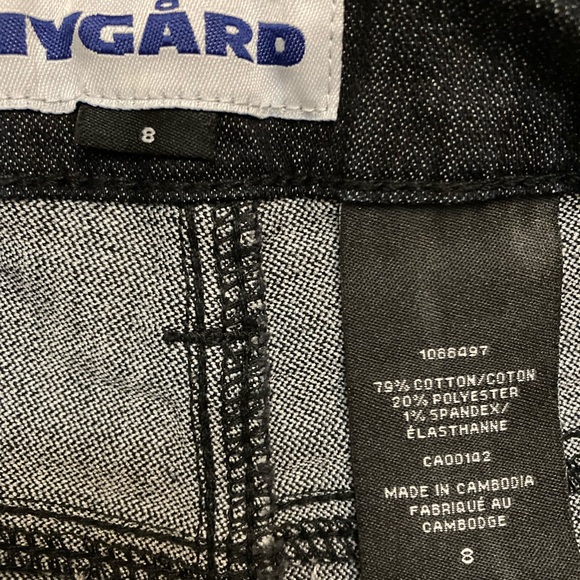 NYGÅRD
8
1066497
79% COTTON/COTON
20% POLYESTER
1% SPANDEX/
ÉLASTHANNE
CA00142
MADE IN CAMBODIA
FABRIQUÉ AU
CAMBODGE
8